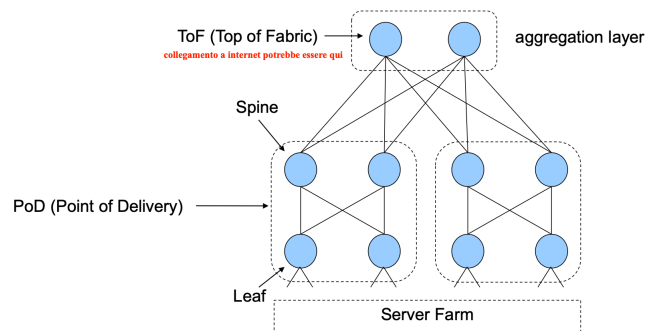 ToF (Top of Fabric)
aggregation layer
collegamento a internet potrebbe essere qui
Spine
PoD (Point of Delivery)
Leaf
Server Farm